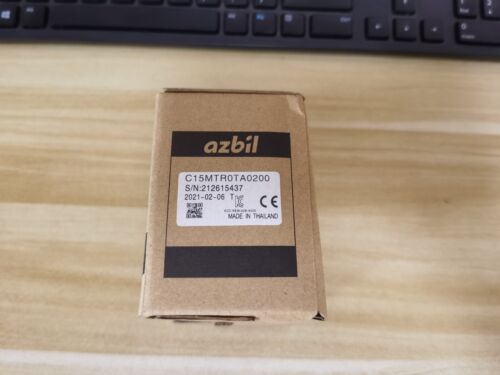 azbil
C15MTR0TA0200
S/N:212615437
2021-02-06 T
CE
MADE IN THAILAND